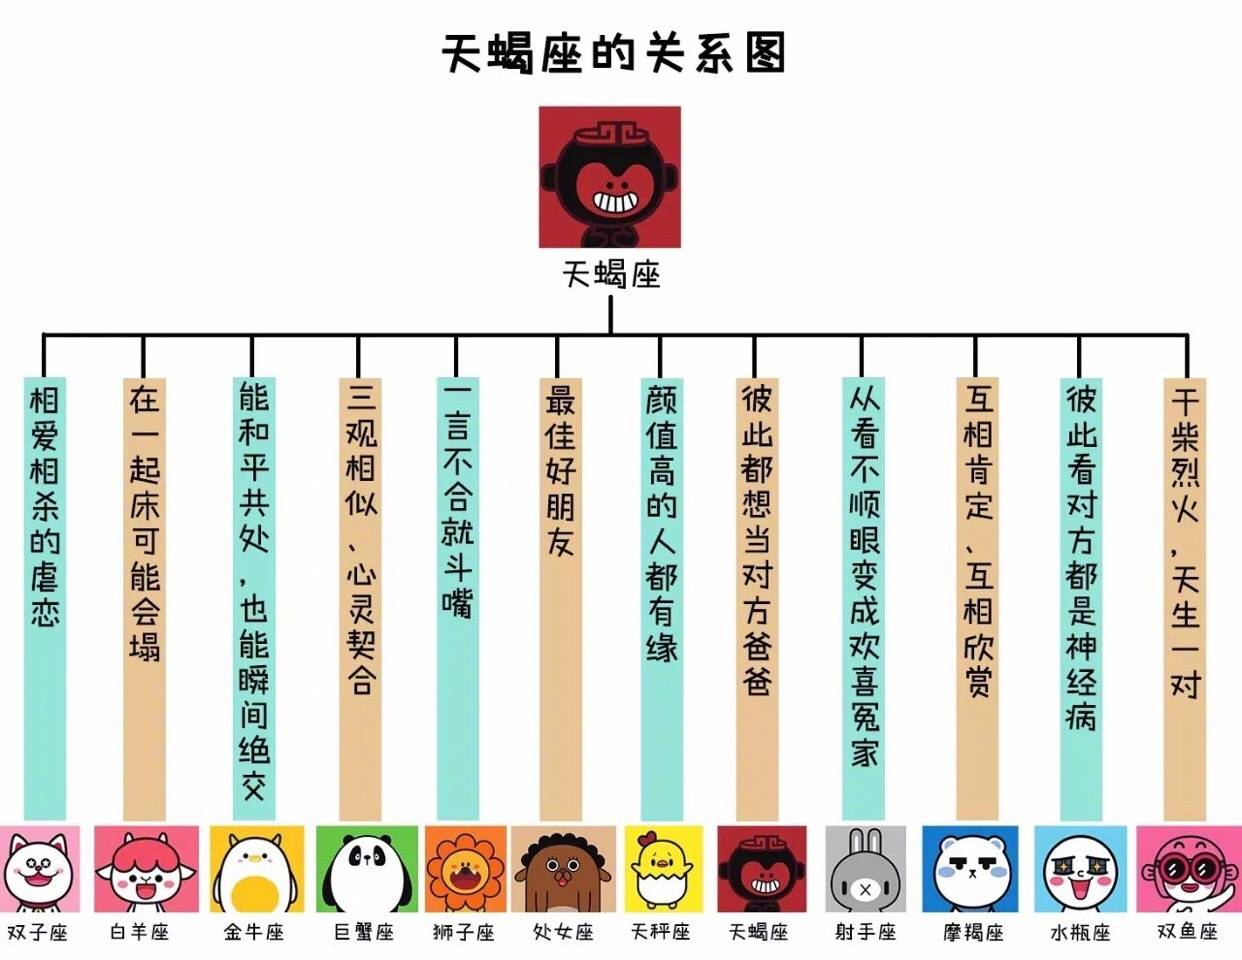 天蝎座的关系图
天蝎座
相爱相杀的虐恋
在一起床可能会塌
能和平共处，也能瞬间绝交
三观相似、心灵契合
一言不合就斗嘴
最佳好朋友
颜值高的人都有缘
彼此都想当对方爸爸
从看不顺眼变成欢喜冤家
互相肯定、互相欣赏
彼此看对方都是神经病
干柴烈火，天生一对
双子座
白羊座
金牛座
巨蟹座
狮子座
处女座
天秤座
天蝎座
射手座
摩羯座
水瓶座
双鱼座